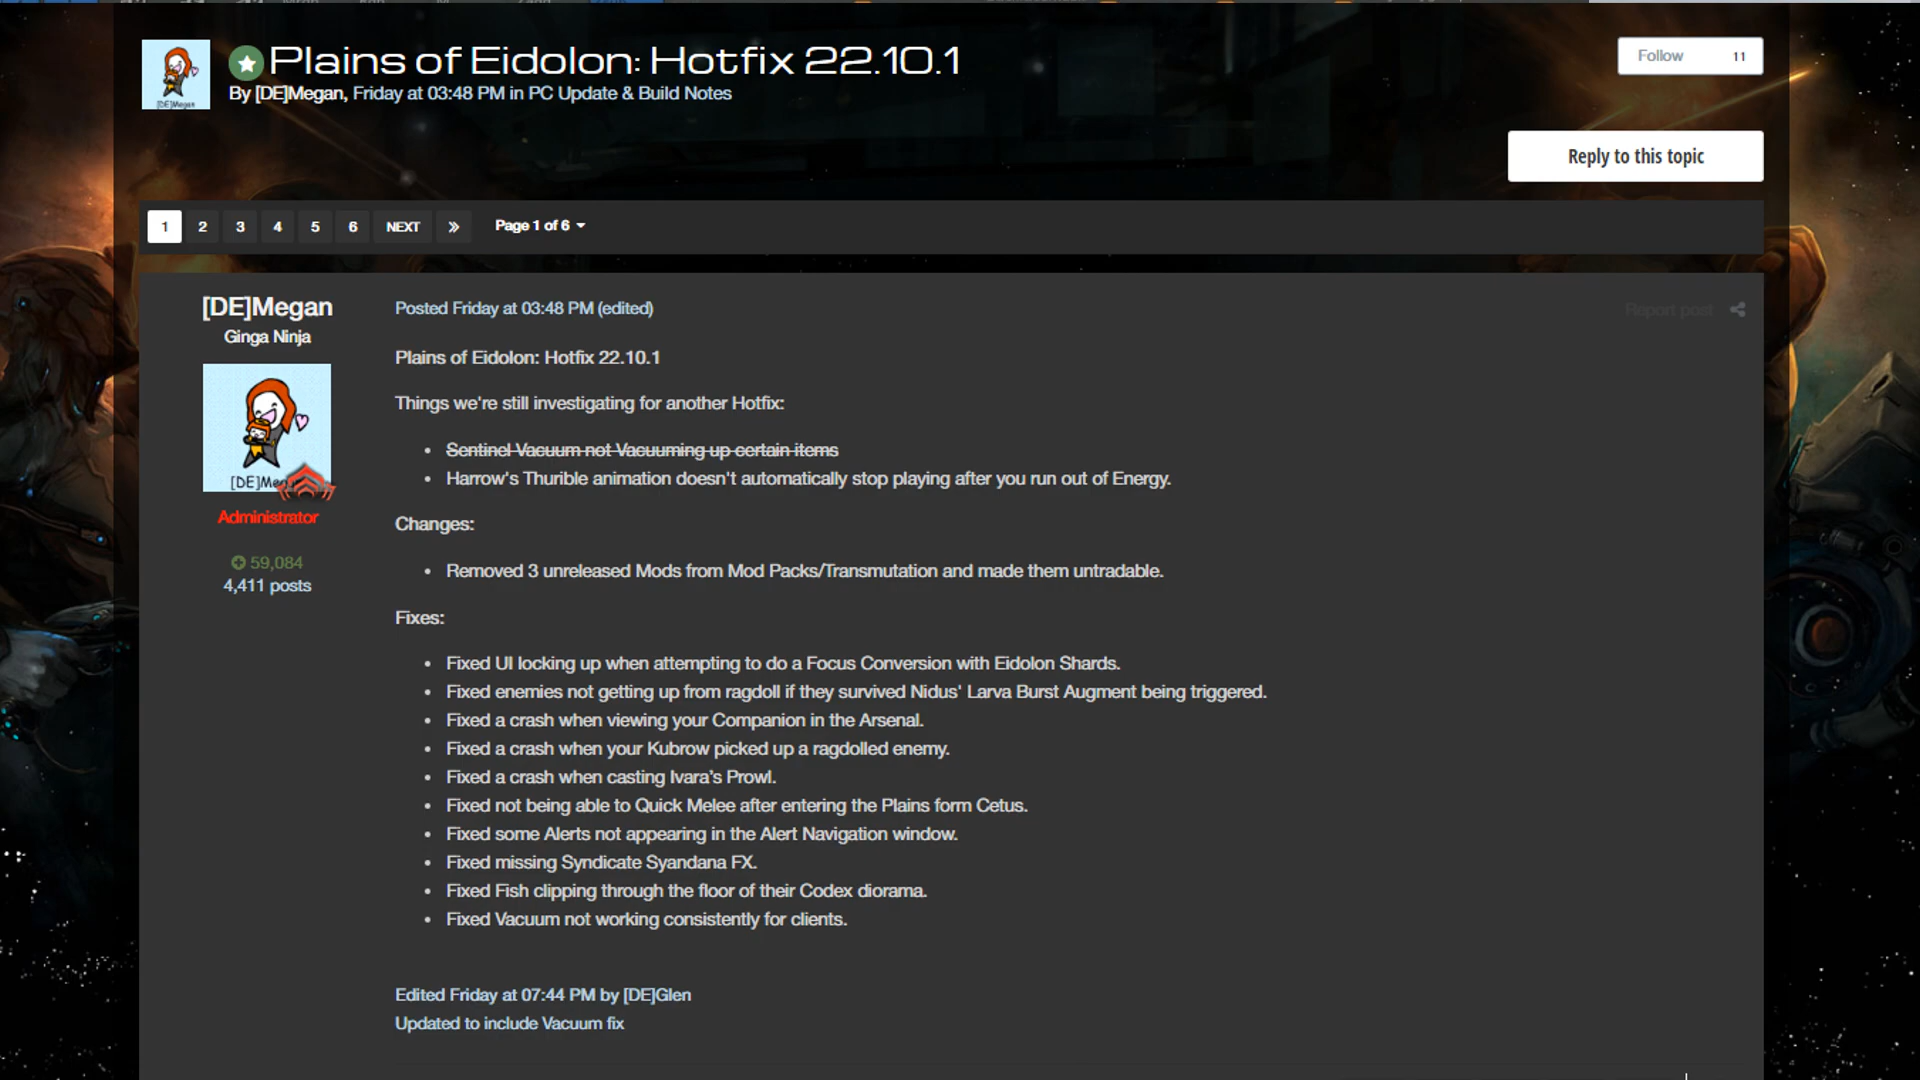 Plains of Eidolon: Hotfix 22.10.1
By [DE]Megan, Friday at 03:48 PM in PC Update & Build Notes
[DE]Megan
Follow 11
Reply to this topic
1 2 3 4 5 6 NEXT » Page 1 of 6
[DE]Megan
Ginga Ninja
[DE]Me
Administrator
59,084
4,411 posts
Posted Friday at 03:48 PM (edited)
Report post
Plains of Eidolon: Hotfix 22.10.1
Things we're still investigating for another Hotfix:
• Sentinel Vacuum not Vacuuming up certain items
• Harrow's Thurible animation doesn't automatically stop playing after you run out of Energy.
Changes:
• Removed 3 unreleased Mods from Mod Packs/Transmutation and made them untradable.
Fixes:
• Fixed UI locking up when attempting to do a Focus Conversion with Eidolon Shards.
• Fixed enemies not getting up from ragdoll if they survived Nidus' Larva Burst Augment being triggered.
• Fixed a crash when viewing your Companion in the Arsenal.
• Fixed a crash when your Kubrow picked up a ragdolled enemy.
• Fixed a crash when casting Ivara's Prowl.
• Fixed not being able to Quick Melee after entering the Plains form Cetus.
• Fixed some Alerts not appearing in the Alert Navigation window.
• Fixed missing Syndicate Syandana FX.
• Fixed Fish clipping through the floor of their Codex diorama.
• Fixed Vacuum not working consistently for clients.
Edited Friday at 07:44 PM by [DE]Glen
Updated to include Vacuum fix